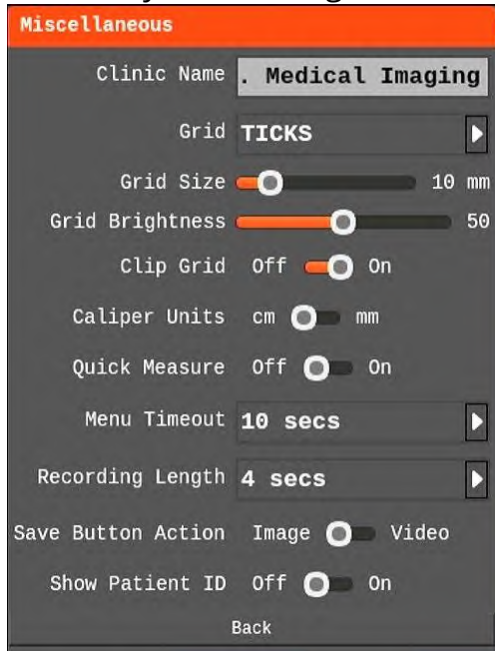 Miscellaneous
Clinic Name . Medical Imaging
Grid TICKS
Grid Size 10 mm
Grid Brightness 50
Clip Grid Off On
Caliper Units cm mm
Quick Measure Off On
Menu Timeout 10 secs
Recording Length 4 secs
Save Button Action Image Video
Show Patient ID Off On
Back